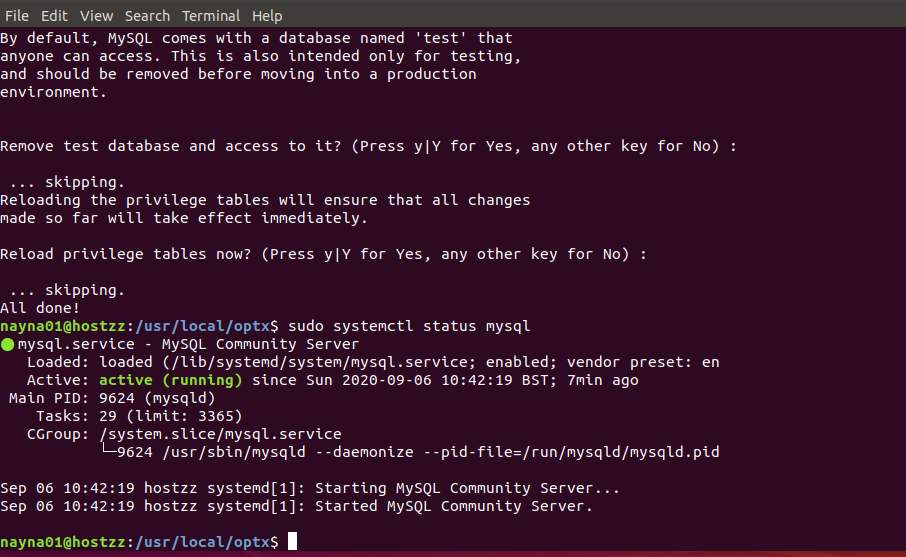 File Edit View Search Terminal Help
By default, MySQL comes with a database named 'test' that
anyone can access. This is also intended only for testing,
and should be removed before moving into a production
environment.
Remove test database and access to it? (Press y|Y for Yes, any other key for No) :
 ... skipping.
Reloading the privilege tables will ensure that all changes
made so far will take effect immediately.
Reload privilege tables now? (Press y|Y for Yes, any other key for No) :
 ... skipping.
All done!
nayna01@hostzz:/usr/local/optx$ sudo systemctl status mysql
● mysql.service - MySQL Community Server
   Loaded: loaded (/lib/systemd/system/mysql.service; enabled; vendor preset: en
   Active: active (running) since Sun 2020-09-06 10:42:19 BST; 7min ago
 Main PID: 9624 (mysqld)
    Tasks: 29 (limit: 3365)
   CGroup: /system.slice/mysql.service
           └─9624 /usr/sbin/mysqld --daemonize --pid-file=/run/mysqld/mysqld.pid
Sep 06 10:42:19 hostzz systemd[1]: Starting MySQL Community Server...
Sep 06 10:42:19 hostzz systemd[1]: Started MySQL Community Server.
nayna01@hostzz:/usr/local/optx$